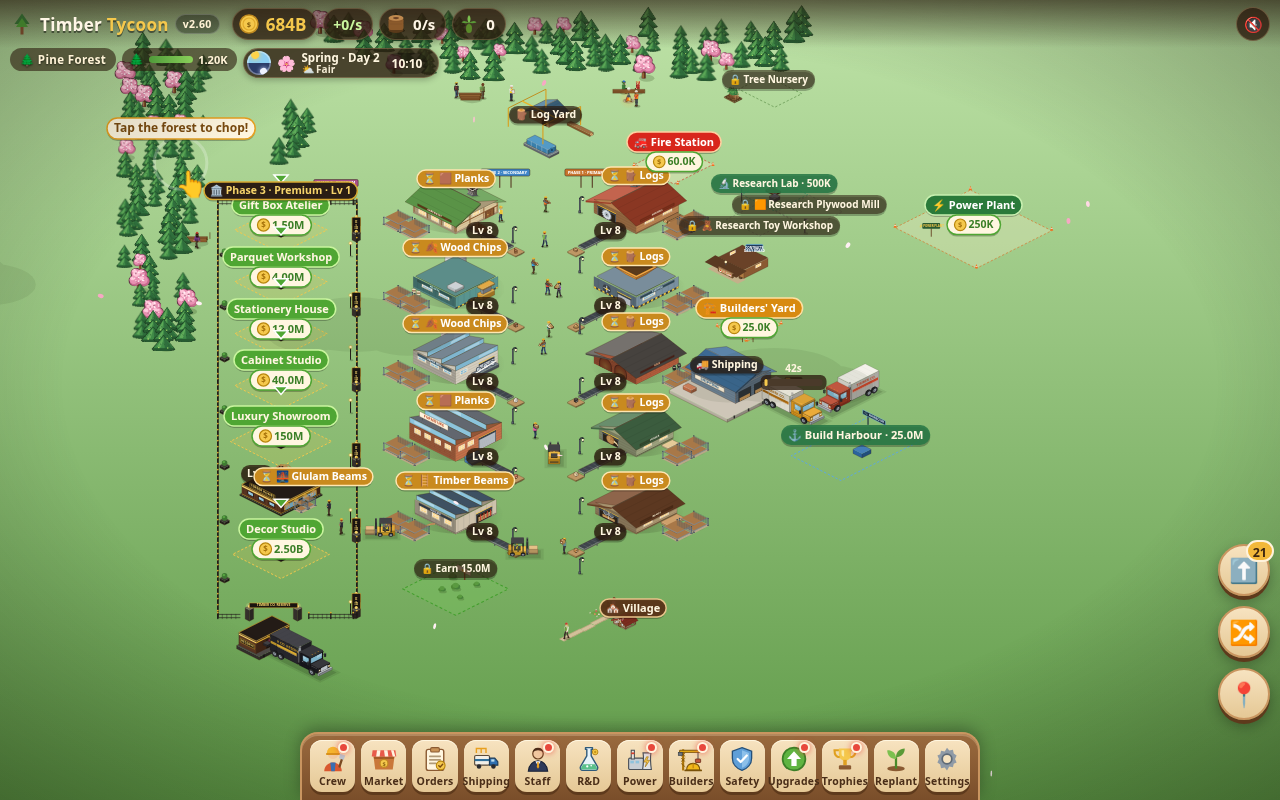 Timber Tycoon
v2.60
684B
+0/s
0/s
0
Pine Forest
1.20K
Spring · Day 2
Fair
10:10
Tree Nursery
Log Yard
Tap the forest to chop!
Fire Station
60.0K
Planks
Logs
Research Lab · 500K
Phase 3 · Premium · Lv 1
Research Plywood Mill
Gift Box Atelier
1.50M
Power Plant
250K
Research Toy Workshop
Lv 8
Lv 8
Wood Chips
Logs
Parquet Workshop
4.00M
Lv 8
Lv 8
Stationery House
12.0M
Builders' Yard
25.0K
Wood Chips
Logs
Cabinet Studio
40.0M
Shipping
42s
Lv 8
Lv 8
Planks
Logs
Luxury Showroom
150M
Build Harbour · 25.0M
Lv 8
Lv 8
Glulam Beams
Timber Beams
Logs
Decor Studio
2.50B
Lv 8
Lv 8
Earn 15.0M
Village
21
Crew
Market
Orders
Shipping
Staff
R&D
Power
Builders
Safety
Upgrades
Trophies
Replant
Settings